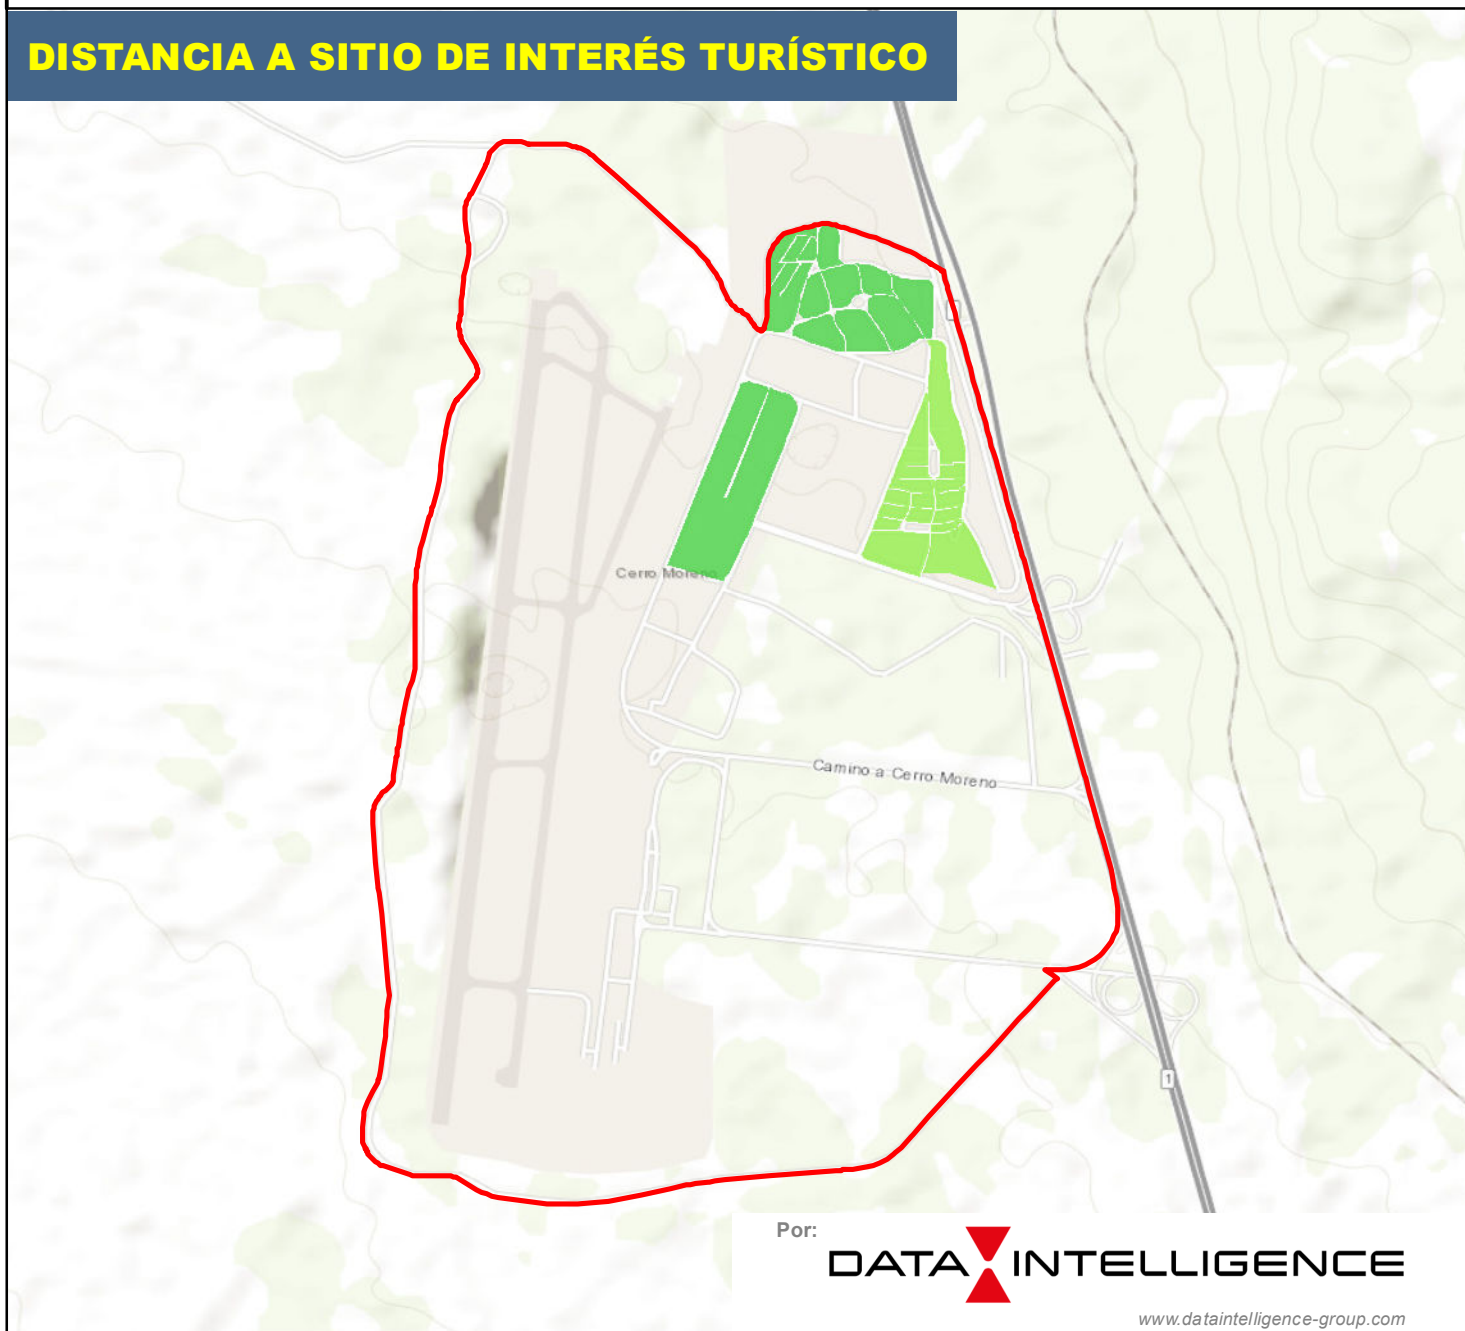 DISTANCIA A SITIO DE INTERÉS TURÍSTICO
Cerro Moreno
Camino a Cerro Moreno
1
Por:
DATA INTELLIGENCE
www.dataintelligence-group.com